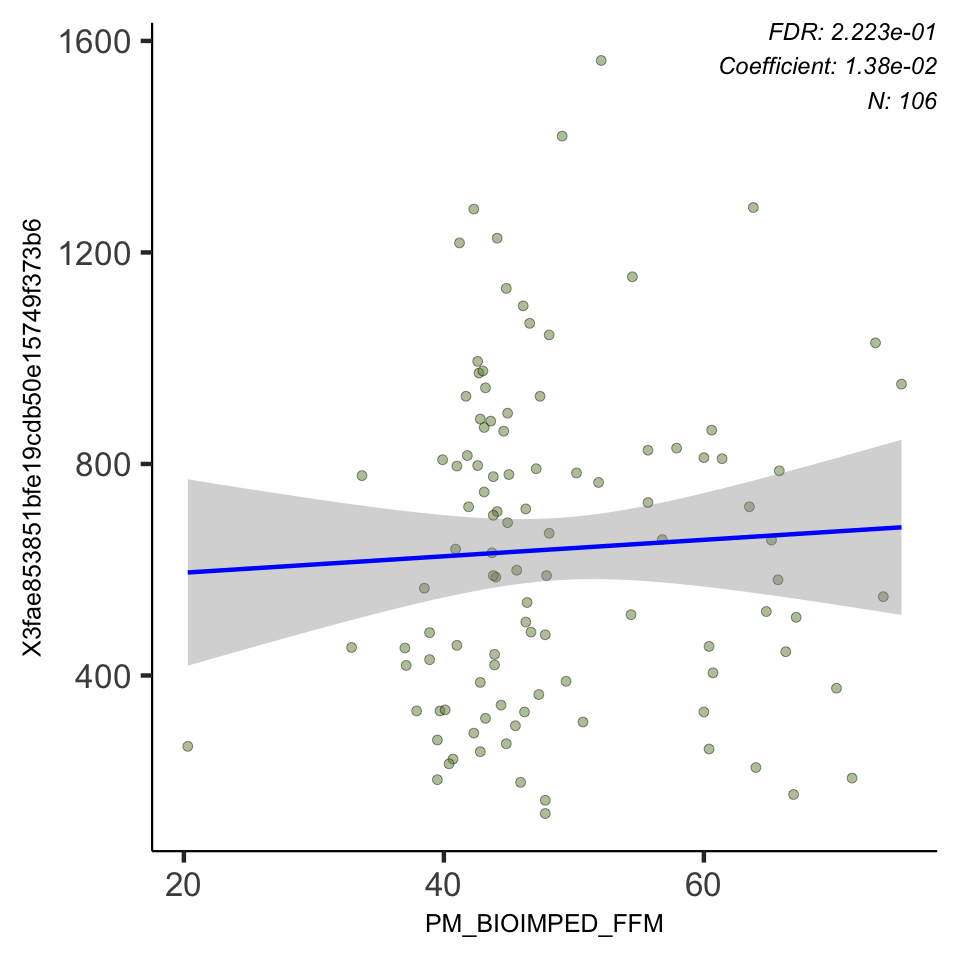 FDR: 2.223e-01
Coefficient: 1.38e-02
N: 106
1600
1200
800
400
X3fae853851bfe19cdb50e15749f373b6
20 40 60
PM_BIOIMPED_FFM